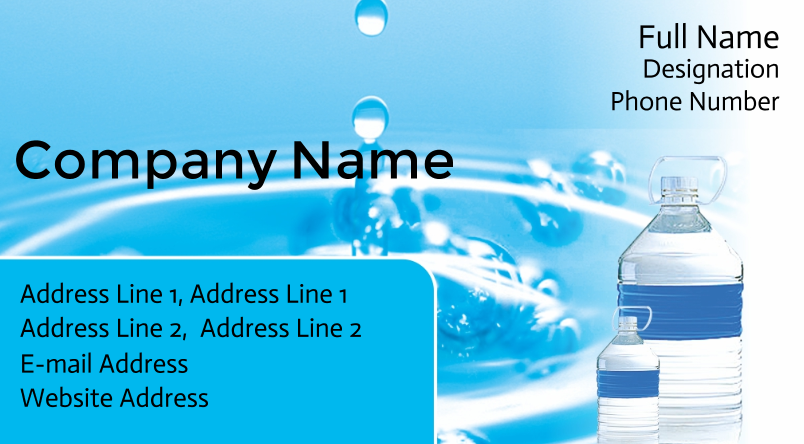 Full Name
Designation
Phone Number
Company Name
Address Line 1, Address Line 1
Address Line 2,  Address Line 2
E-mail Address
Website Address